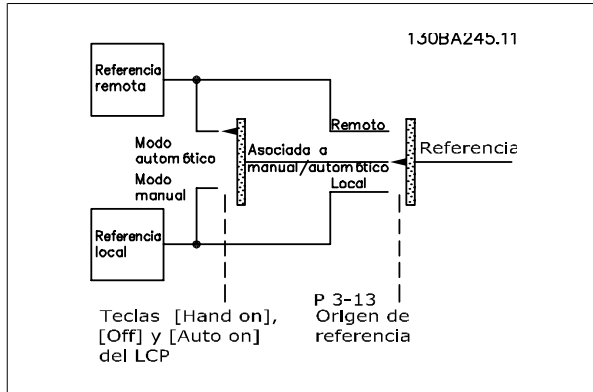 130BA245.11
Referencia
remota
Remoto
Referencia
Modo
automático
Asociada a
manual/automático
Modo
manual
Local
Referencia
local
P 3-13
Origen de
referencia
Teclas [Hand on],
[Off] y [Auto on]
del LCP